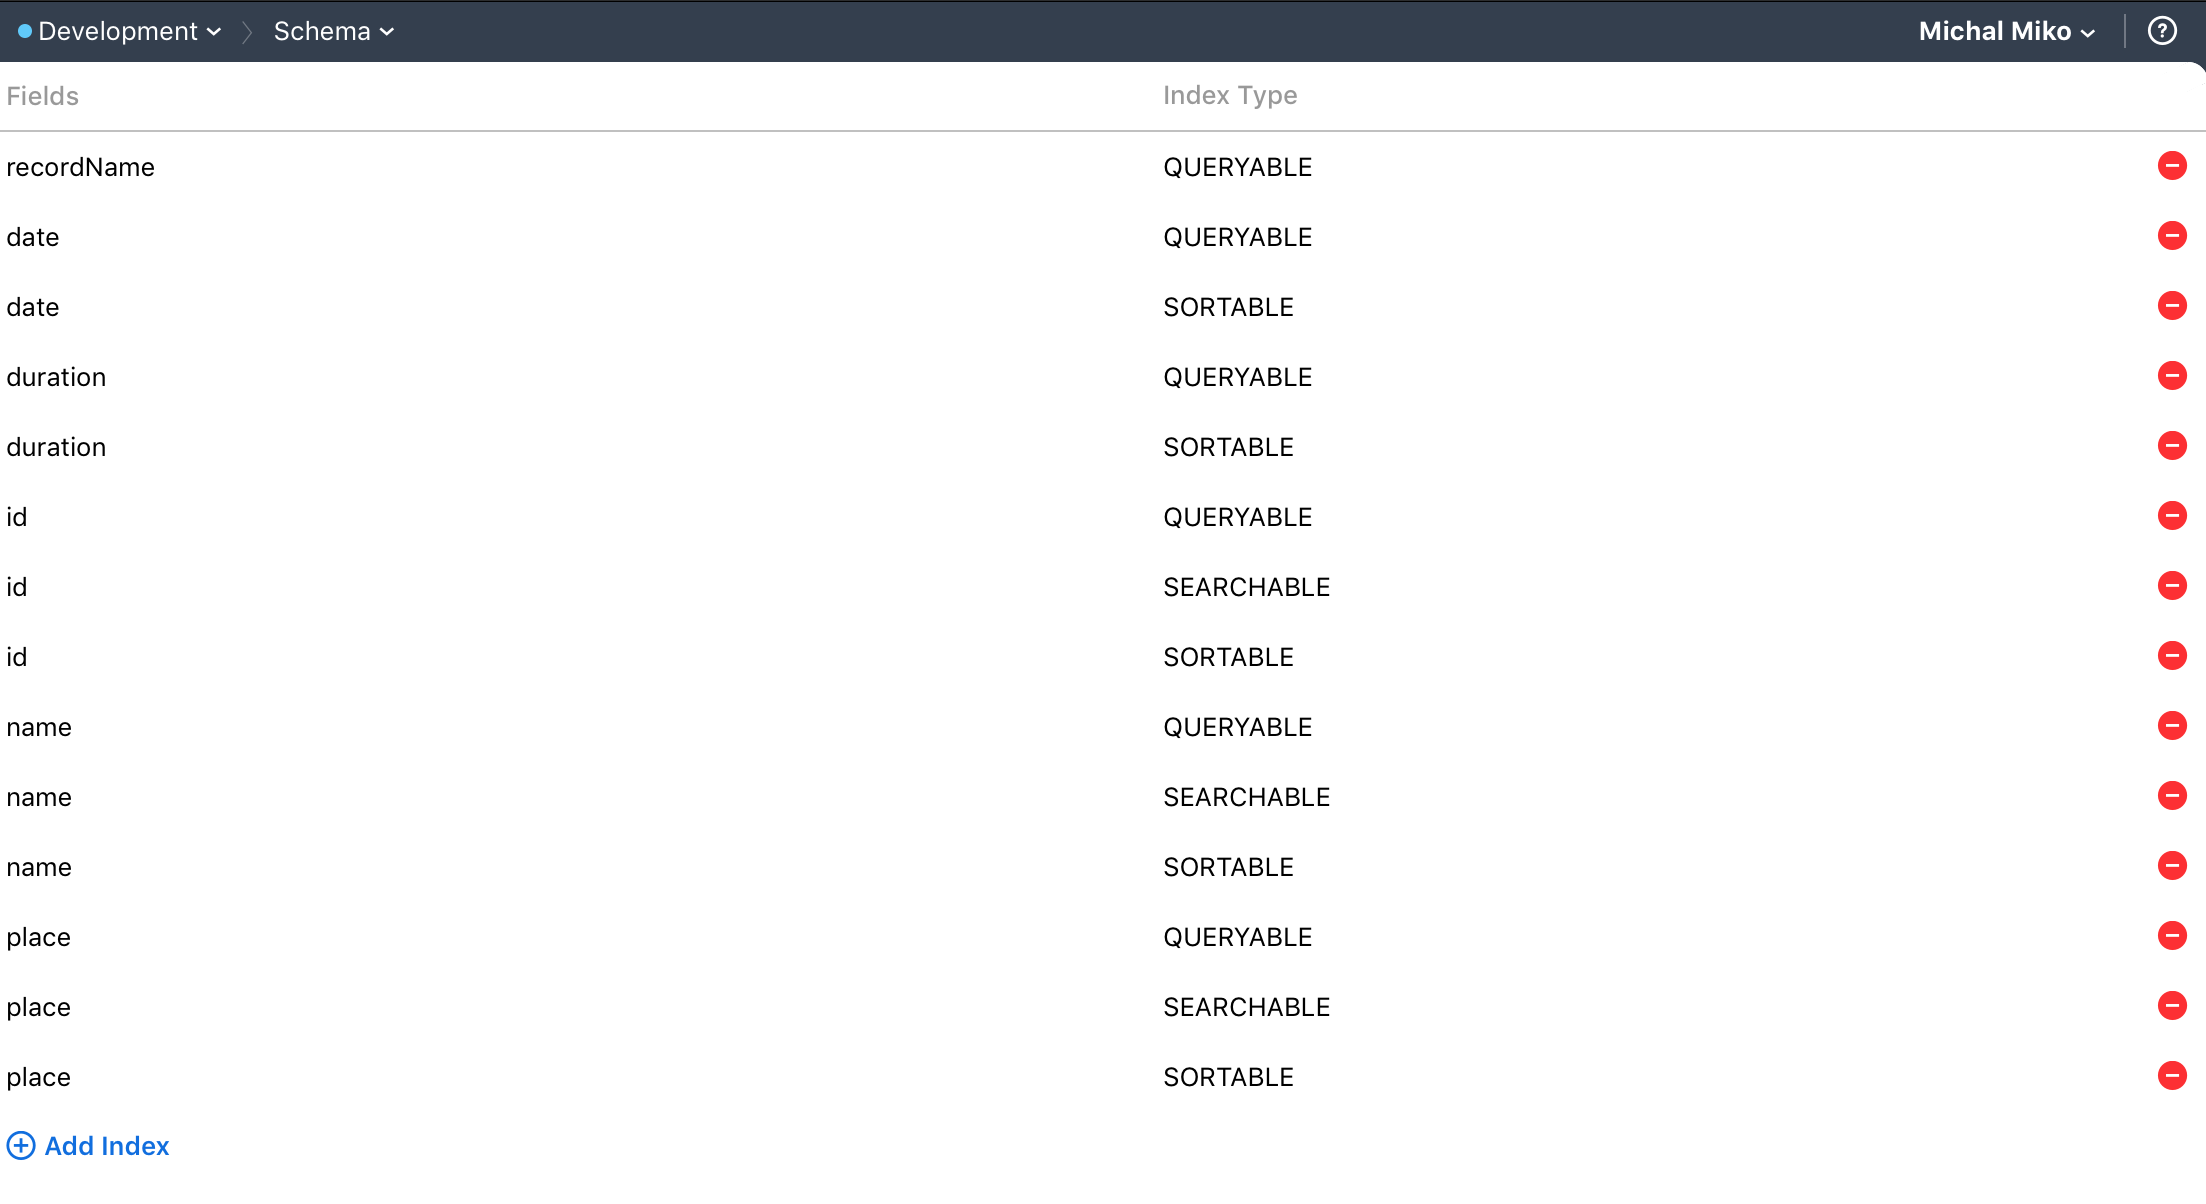 Development Schema Michal Miko
Fields Index Type
recordName QUERYABLE
date QUERYABLE
date SORTABLE
duration QUERYABLE
duration SORTABLE
id QUERYABLE
id SEARCHABLE
id SORTABLE
name QUERYABLE
name SEARCHABLE
name SORTABLE
place QUERYABLE
place SEARCHABLE
place SORTABLE
Add Index